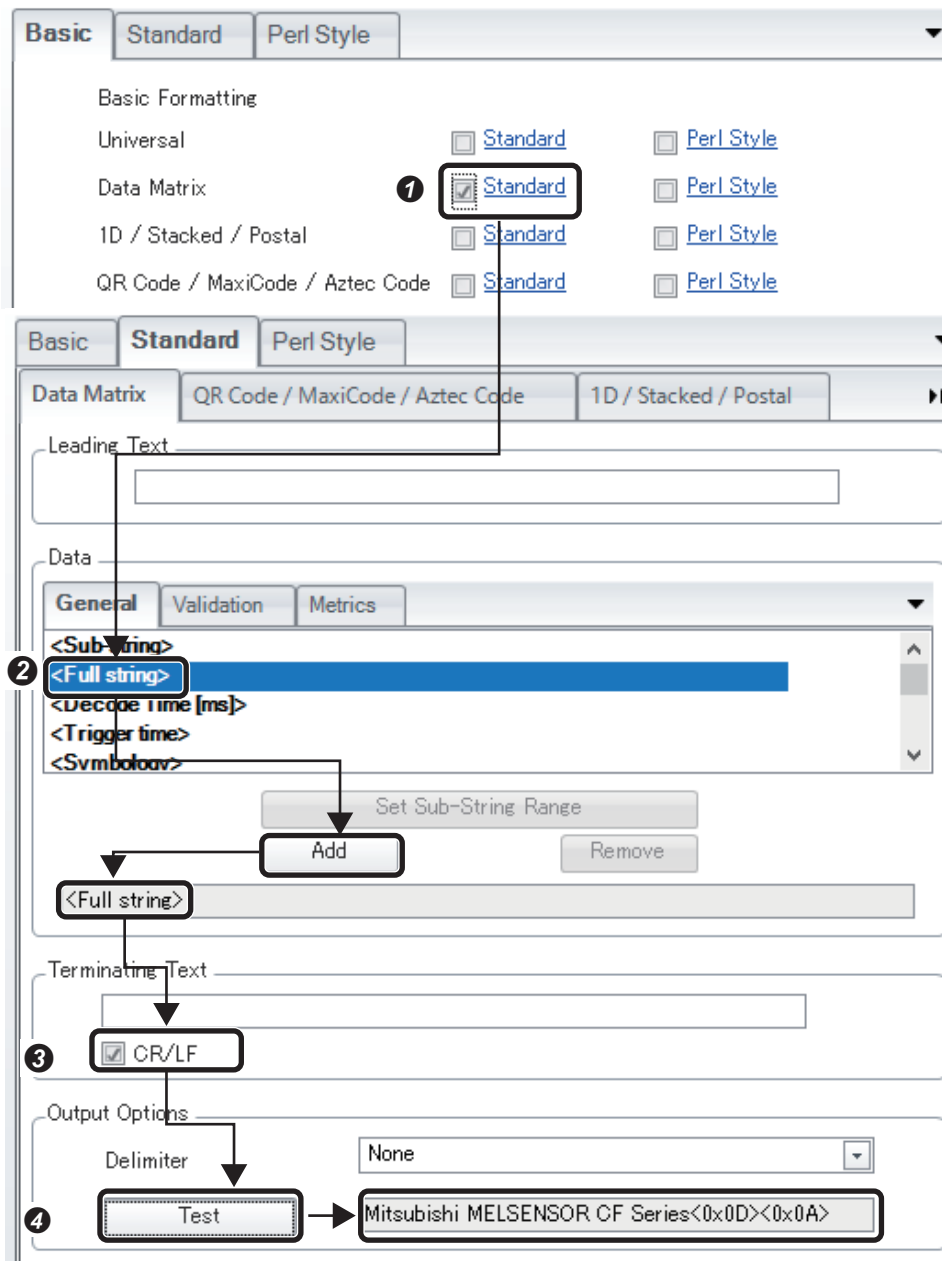 Basic Standard Perl Style
Basic Formatting
Universal Standard Perl Style
Data Matrix ❶ Standard Perl Style
1D / Stacked / Postal Standard Perl Style
QR Code / MaxiCode / Aztec Code Standard Perl Style
Basic Standard Perl Style
Data Matrix QR Code / MaxiCode / Aztec Code 1D / Stacked / Postal
Leading Text
Data
General Validation Metrics
<Sub-String>
❷ <Full string>
<Decode Time [ms]>
<Trigger time>
<Symbology>
Set Sub-String Range
Add Remove
<Full string>
Terminating Text
❸ CR/LF
Output Options
Delimiter None
❹ Test Mitsubishi MELSENSOR CF Series<0x0D><0x0A>